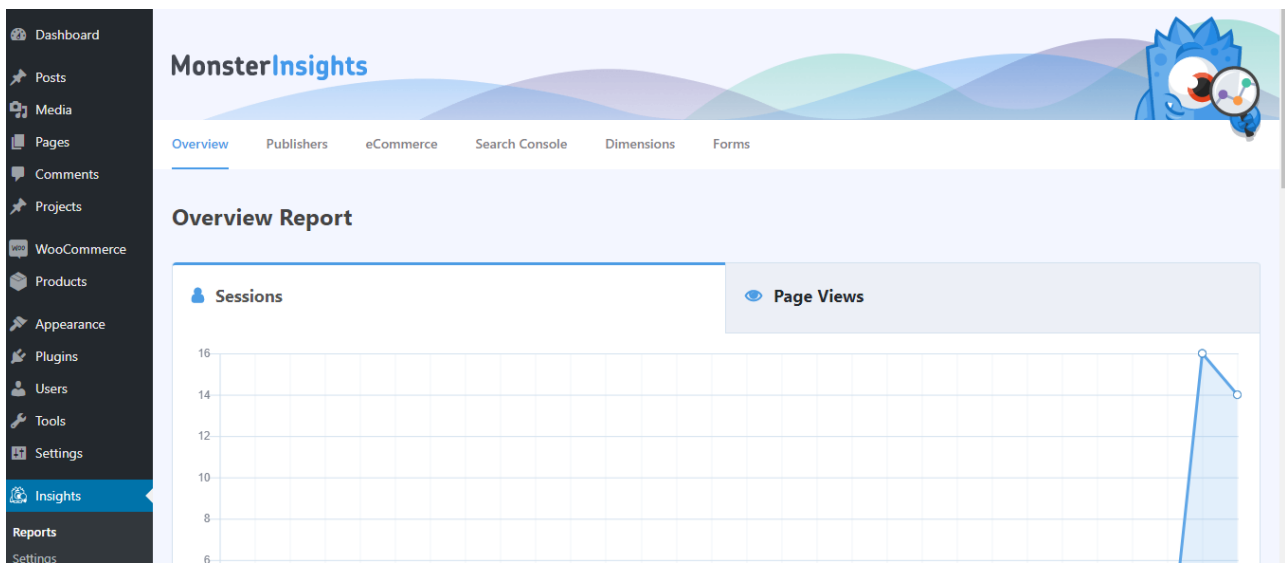 Dashboard
Posts
Media
Pages
Comments
Projects
WooCommerce
Products
Appearance
Plugins
Users
Tools
Settings
Insights
Reports
Settings
MonsterInsights
Overview Publishers eCommerce Search Console Dimensions Forms
Overview Report
Sessions Page Views
16
14
12
10
8
6